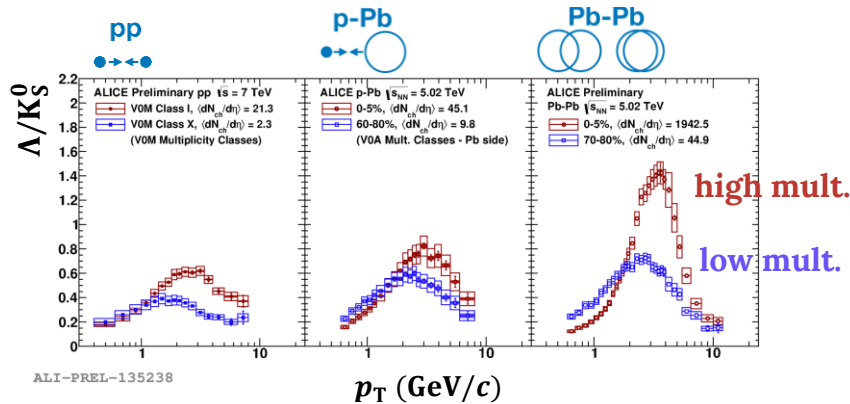 pp
p-Pb
Pb-Pb
Λ/K⁰S
2.2
2
1.8
1.6
1.4
1.2
1
0.8
0.6
0.4
0.2
0
ALICE Preliminary pp √s = 7 TeV
V0M Class I, ⟨dNch/dη⟩ = 21.3
V0M Class X, ⟨dNch/dη⟩ = 2.3
(V0M Multiplicity Classes)
ALICE p-Pb √sNN = 5.02 TeV
0-5%, ⟨dNch/dη⟩ = 45.1
60-80%, ⟨dNch/dη⟩ = 9.8
(V0A Mult. Classes - Pb side)
ALICE Preliminary
Pb-Pb √sNN = 5.02 TeV
0-5%, ⟨dNch/dη⟩ = 1942.5
70-80%, ⟨dNch/dη⟩ = 44.9
high mult.
low mult.
1 10 1 10 1 10
ALI-PREL-135238
pT (GeV/c)